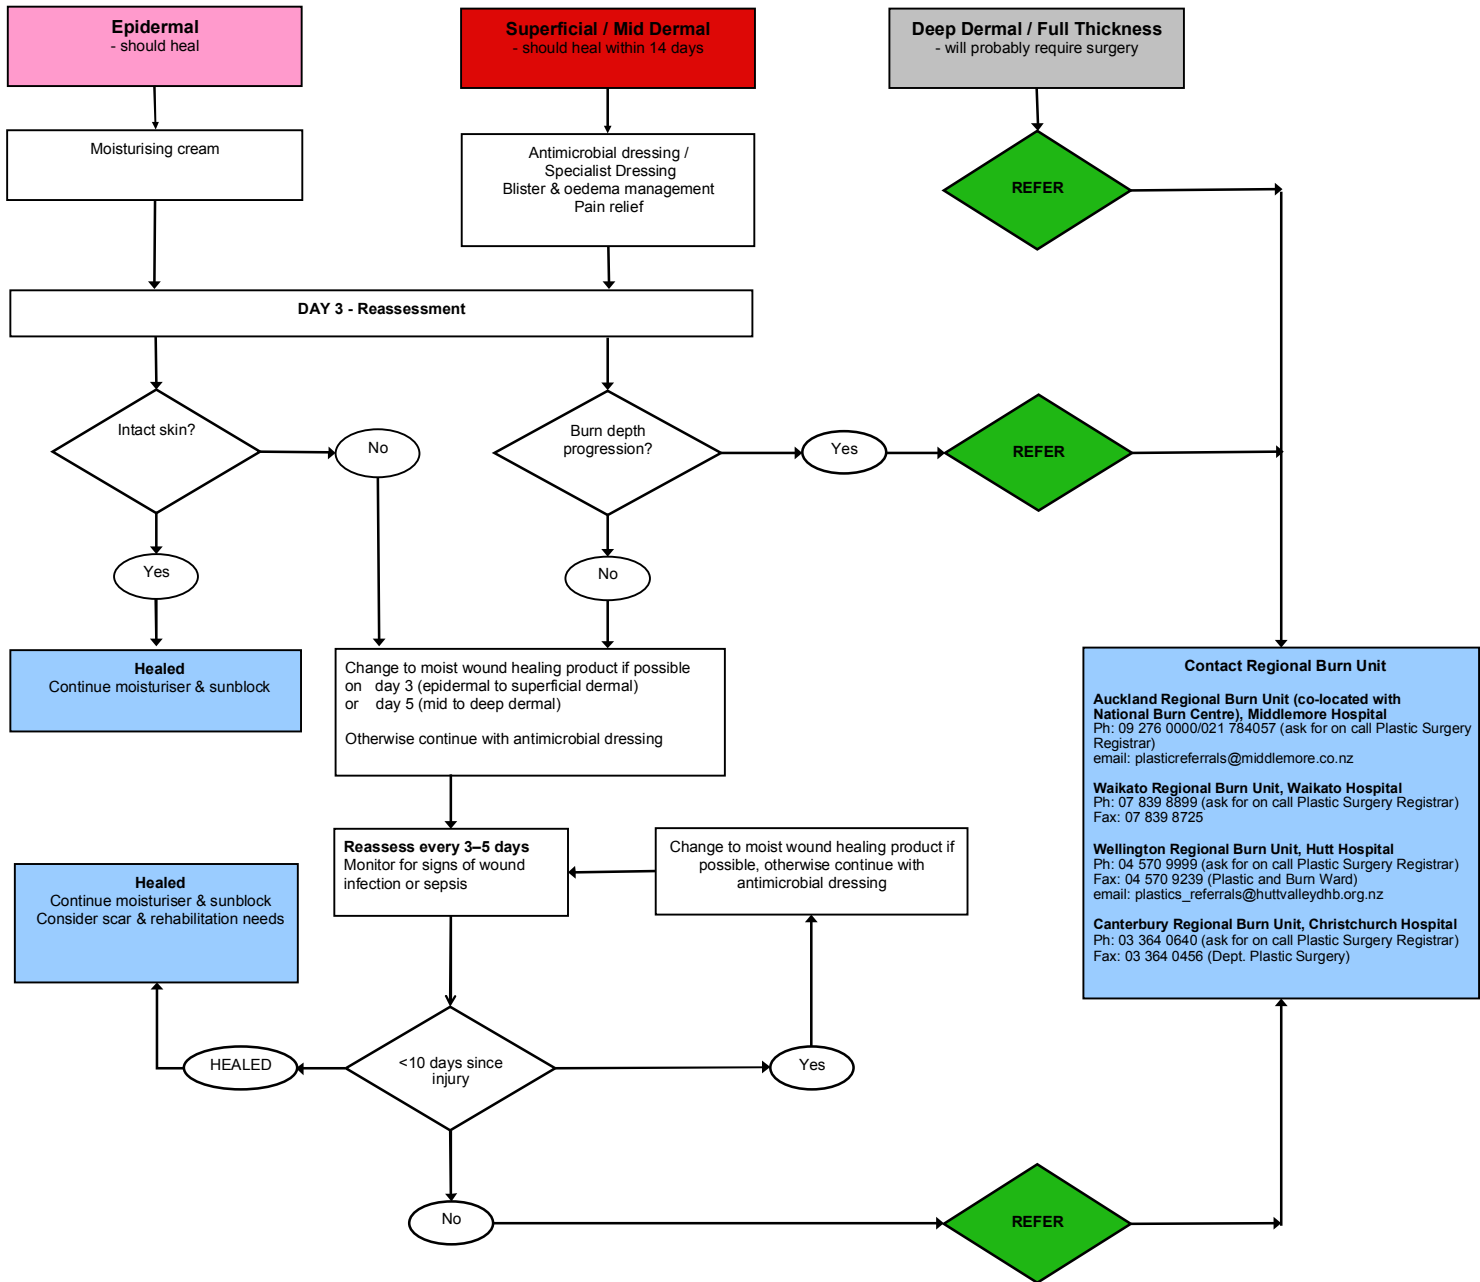 Epidermal
- should heal
Superficial / Mid Dermal
- should heal within 14 days
Deep Dermal / Full Thickness
- will probably require surgery
Moisturising cream
Antimicrobial dressing /
Specialist Dressing
Blister & oedema management
Pain relief
REFER
DAY 3 - Reassessment
Intact skin?
No
Burn depth
progression?
Yes
REFER
Yes
No
Healed
Continue moisturiser & sunblock
Change to moist wound healing product if possible
on day 3 (epidermal to superficial dermal)
or day 5 (mid to deep dermal)
Otherwise continue with antimicrobial dressing
Contact Regional Burn Unit
Auckland Regional Burn Unit (co-located with
National Burn Centre), Middlemore Hospital
Ph: 09 276 0000/021 784057 (ask for on call Plastic Surgery
Registrar)
email: plasticreferrals@middlemore.co.nz
Waikato Regional Burn Unit, Waikato Hospital
Ph: 07 839 8899 (ask for on call Plastic Surgery Registrar)
Fax: 07 839 8725
Wellington Regional Burn Unit, Hutt Hospital
Ph: 04 570 9999 (ask for on call Plastic Surgery Registrar)
Fax: 04 570 9239 (Plastic and Burn Ward)
email: plastics_referrals@huttvalleydhb.org.nz
Canterbury Regional Burn Unit, Christchurch Hospital
Ph: 03 364 0640 (ask for on call Plastic Surgery Registrar)
Fax: 03 364 0456 (Dept. Plastic Surgery)
Reassess every 3–5 days
Monitor for signs of wound
infection or sepsis
Change to moist wound healing product if
possible, otherwise continue with
antimicrobial dressing
Healed
Continue moisturiser & sunblock
Consider scar & rehabilitation needs
HEALED
<10 days since
injury
Yes
No
REFER